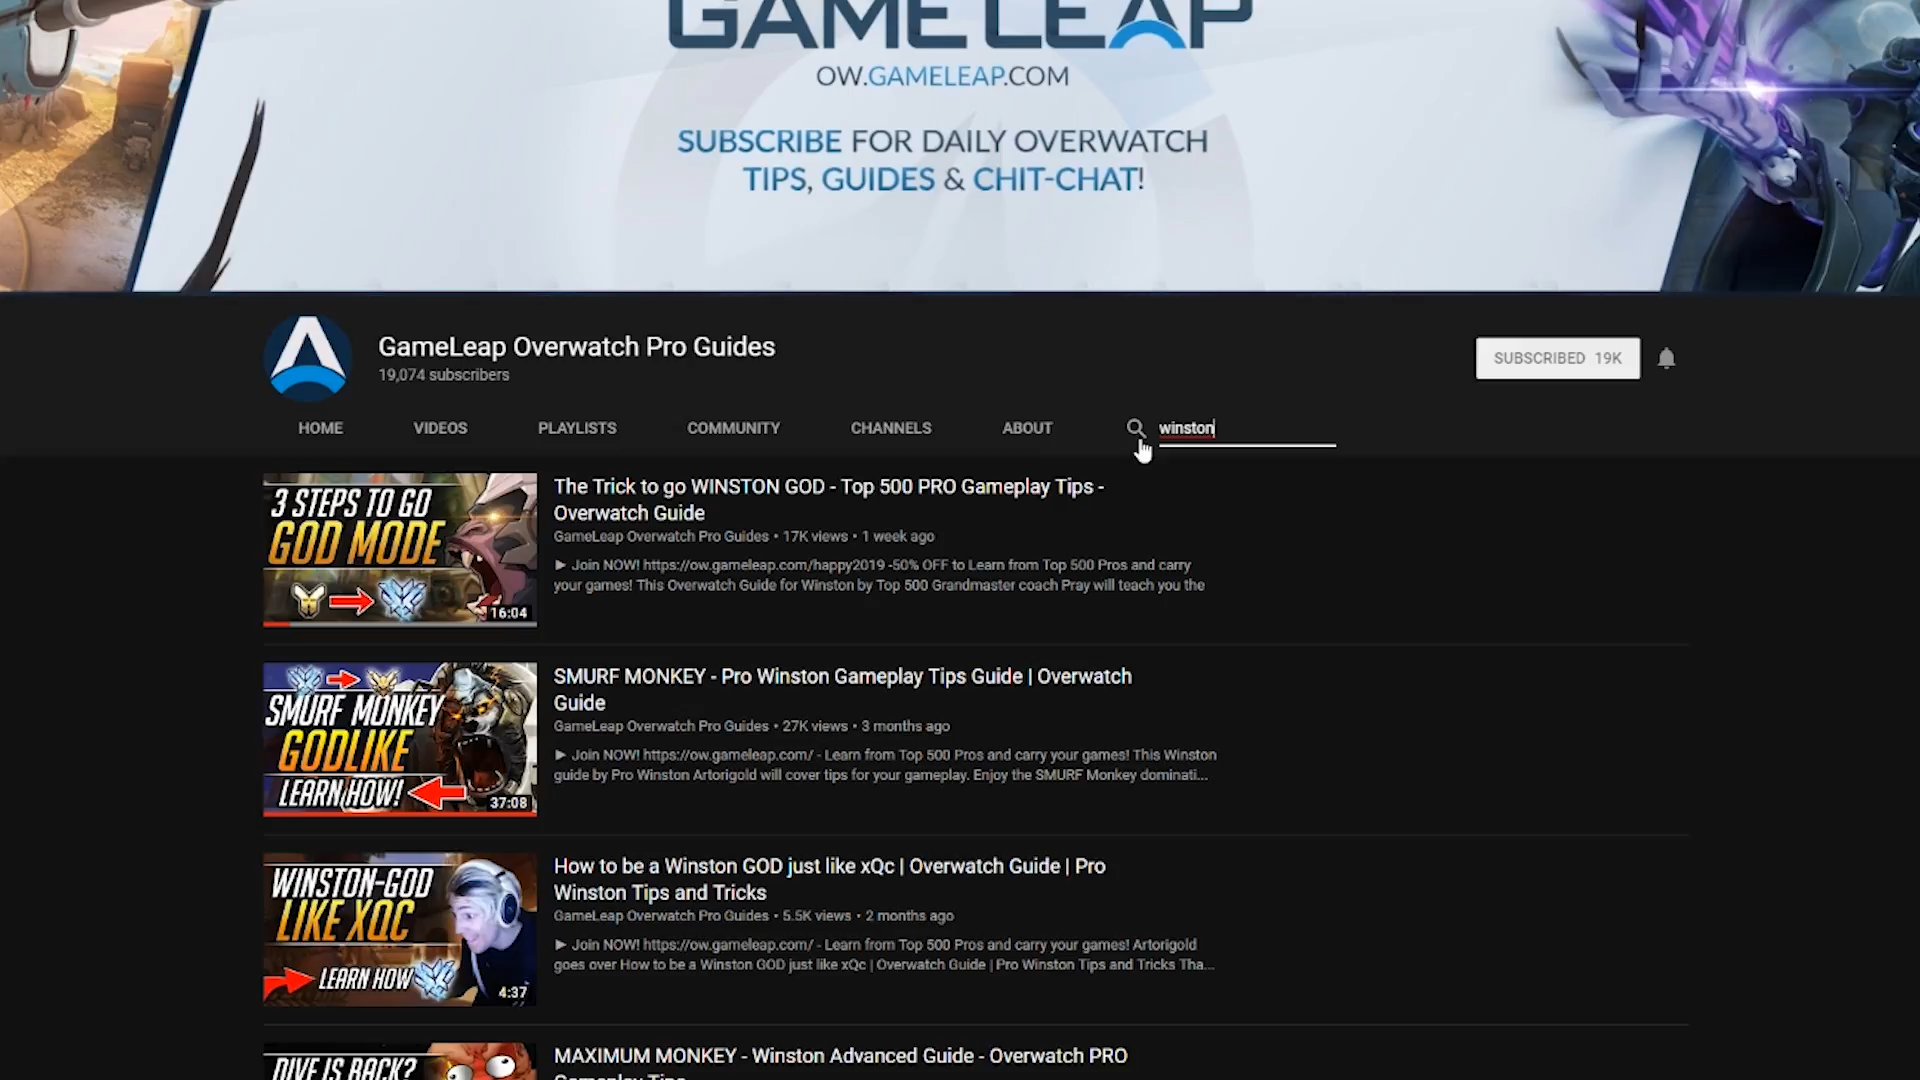 GAMELEAP
OW.GAMELEAP.COM
SUBSCRIBE FOR DAILY OVERWATCH
TIPS, GUIDES & CHIT-CHAT!
GameLeap Overwatch Pro Guides
19,074 subscribers
SUBSCRIBED 19K
HOME VIDEOS PLAYLISTS COMMUNITY CHANNELS ABOUT winston
3 STEPS TO GO
GOD MODE
16:04
The Trick to go WINSTON GOD - Top 500 PRO Gameplay Tips -
Overwatch Guide
GameLeap Overwatch Pro Guides • 17K views • 1 week ago
► Join NOW! https://ow.gameleap.com/happy2019 -50% OFF to Learn from Top 500 Pros and carry
your games! This Overwatch Guide for Winston by Top 500 Grandmaster coach Pray will teach you the
SMURF MONKEY
GODLIKE
LEARN HOW!
37:08
SMURF MONKEY - Pro Winston Gameplay Tips Guide | Overwatch
Guide
GameLeap Overwatch Pro Guides • 27K views • 3 months ago
► Join NOW! https://ow.gameleap.com/ - Learn from Top 500 Pros and carry your games! This Winston
guide by Pro Winston Artorigold will cover tips for your gameplay. Enjoy the SMURF Monkey dominati...
WINSTON-GOD
LIKE XQC
LEARN HOW
4:37
How to be a Winston GOD just like xQc | Overwatch Guide | Pro
Winston Tips and Tricks
GameLeap Overwatch Pro Guides • 5.5K views • 2 months ago
► Join NOW! https://ow.gameleap.com/ - Learn from Top 500 Pros and carry your games! Artorigold
goes over How to be a Winston GOD just like xQc | Overwatch Guide | Pro Winston Tips and Tricks Tha...
DIVE IS BACK?
MAXIMUM MONKEY - Winston Advanced Guide - Overwatch PRO
Gameplay Tips